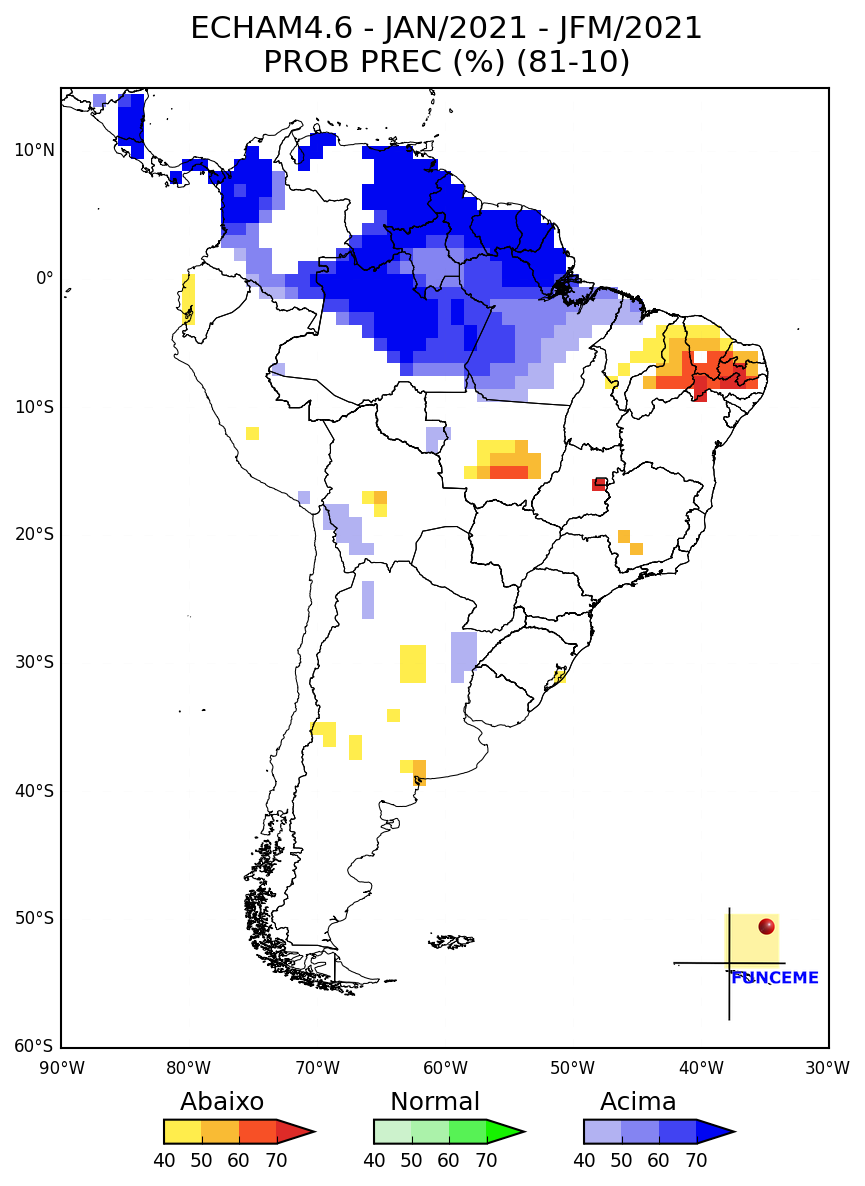 ECHAM4.6 - JAN/2021 - JFM/2021
PROB PREC (%) (81-10)
10°N
0°
10°S
20°S
30°S
40°S
50°S
60°S
90°W 80°W 70°W 60°W 50°W 40°W 30°W
FUNCEME
Abaixo Normal Acima
40 50 60 70 40 50 60 70 40 50 60 70